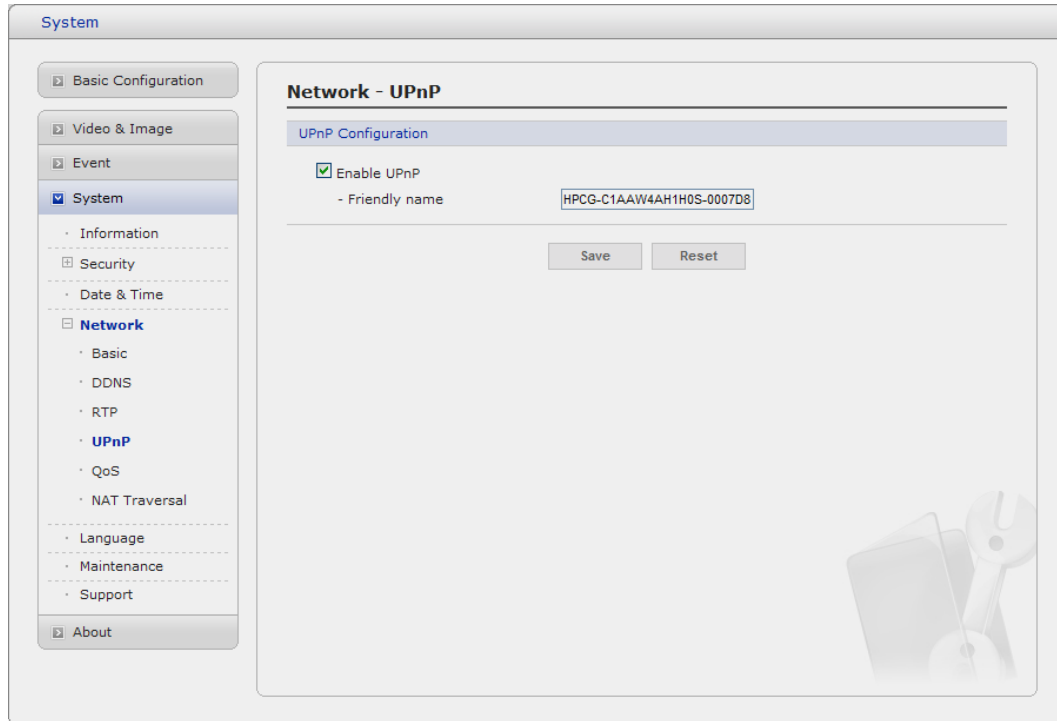 System
Basic Configuration
Video & Image
Event
System
Information
Security
Date & Time
Network
Basic
DDNS
RTP
UPnP
QoS
NAT Traversal
Language
Maintenance
Support
About
Network - UPnP
UPnP Configuration
Enable UPnP
- Friendly name HPCG-C1AAW4AH1H0S-0007D8
Save Reset